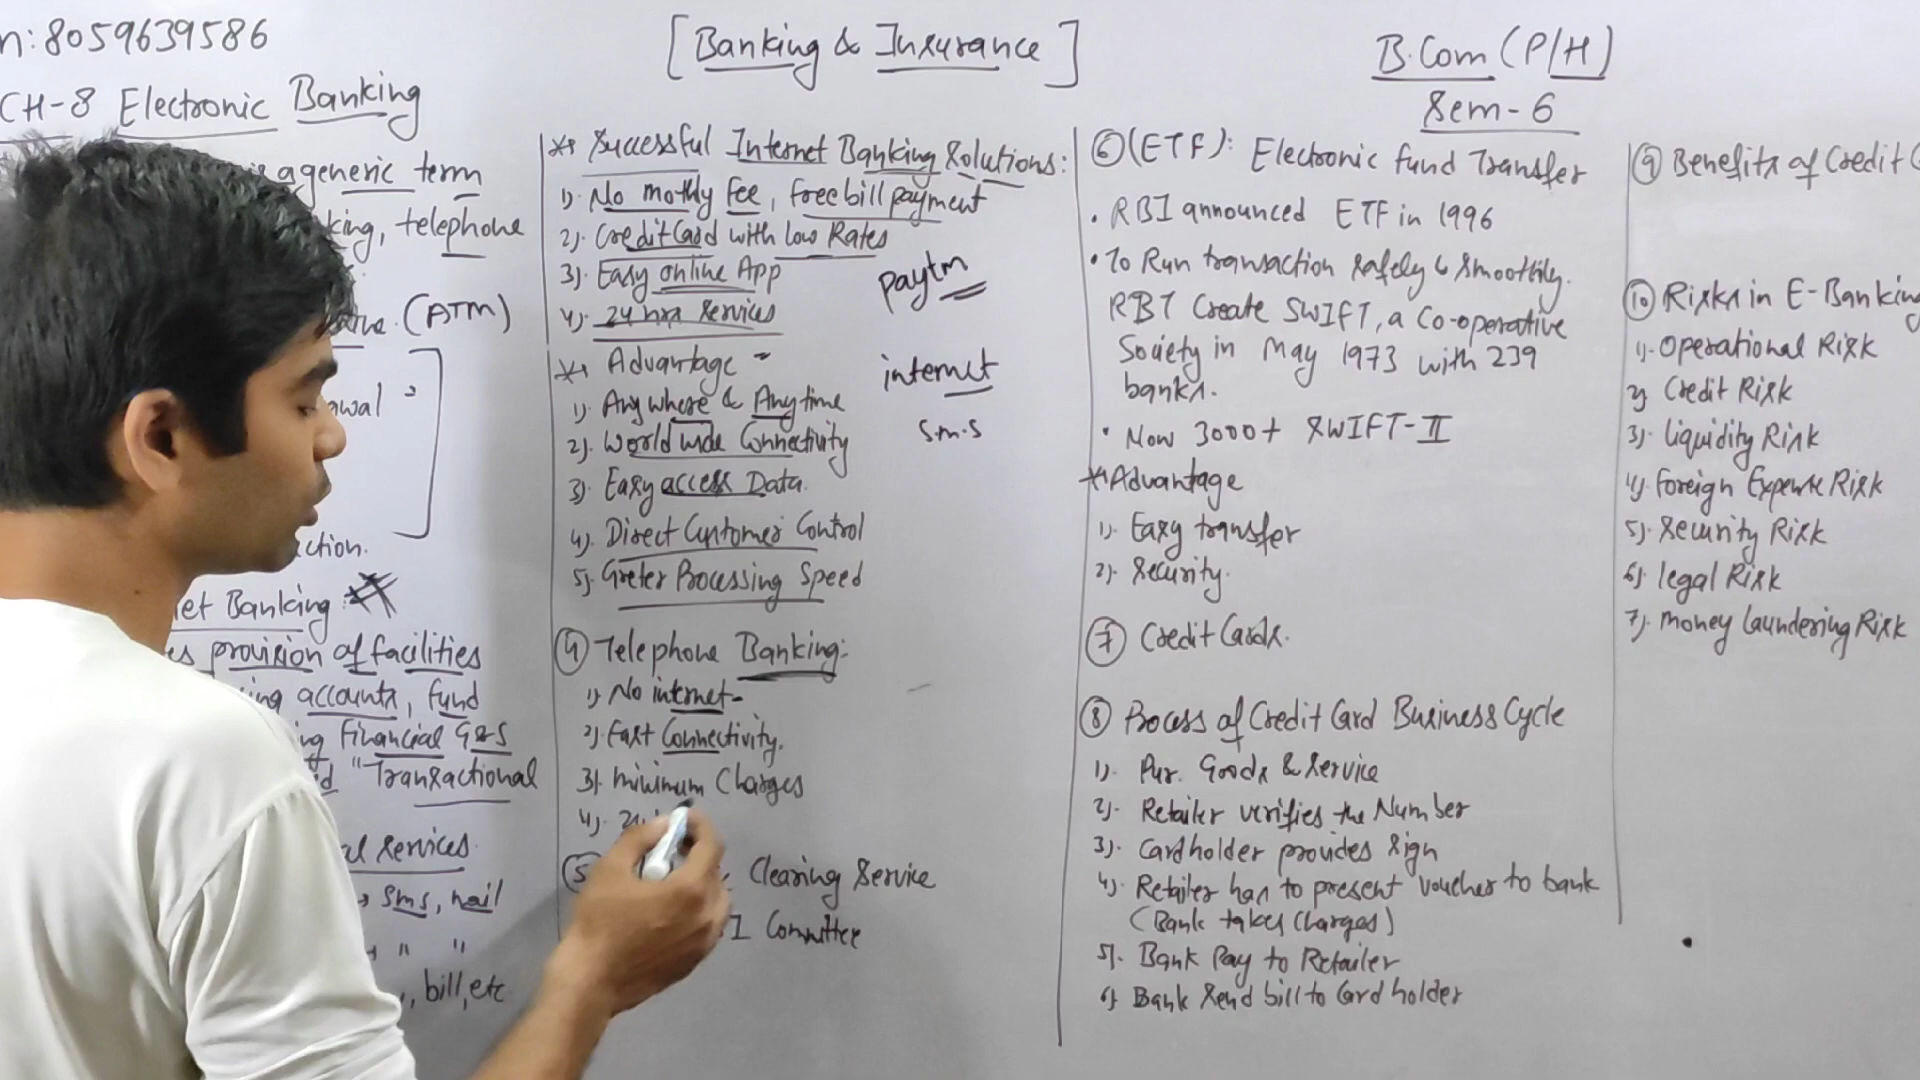 n: 8059639586
[Banking & Insurance]
B.Com (P/H)
Sem-6
CH-8 Electronic Banking
is a generic term
king, telephone
(ATM)
awal
ction.
et Banking:
es provision of facilities
ing accounts, fund
ing Financial G&S
id "Transactional
al services.
→ Sms, mail
" "
, bill, etc
** Successful Internet Banking Solutions:
1). No mothly fee, free bill payment
2). Credit Card with low Rates
3). Easy online App
4). 24 hrs Services
paytm
** Advantage -
internet
1). Anywhere & Anytime
2). World wide Connectivity
S.M.S
3). Easy access Data.
4). Direct Customer Control
5). Greter Processing Speed
4 Telephone Banking:
1) No internet -
2). Fast Connectivity.
3). Minimum Charges
4). 24
5 Clearing Service
I Committee
6 (ETF): Electronic fund Transfer
• RBI announced ETF in 1996
• To Run transaction safely & smoothly.
RBI Create SWIFT, a Co-operative
Society in May 1973 with 239
banks.
• Now 3000+ SWIFT-II
* Advantage
1). Easy transfer
2). Security.
7 Credit Cards.
8 Process of Credit Card Business Cycle
1). Pur. Goods & Service
2). Retailer verifies the Number
3). Cardholder provides Sign
4). Retailer has to present voucher to bank
(Bank takes Charges)
5). Bank Pay to Retailer
6) Bank Send bill to Card holder
9 Benefits of Credit C
10 Risks in E-Banking
1). Operational Risk
2) Credit Risk
3). liquidity Risk
4). Foreign Expense Risk
5). Security Risk
6). legal Risk
7). Money laundering Risk